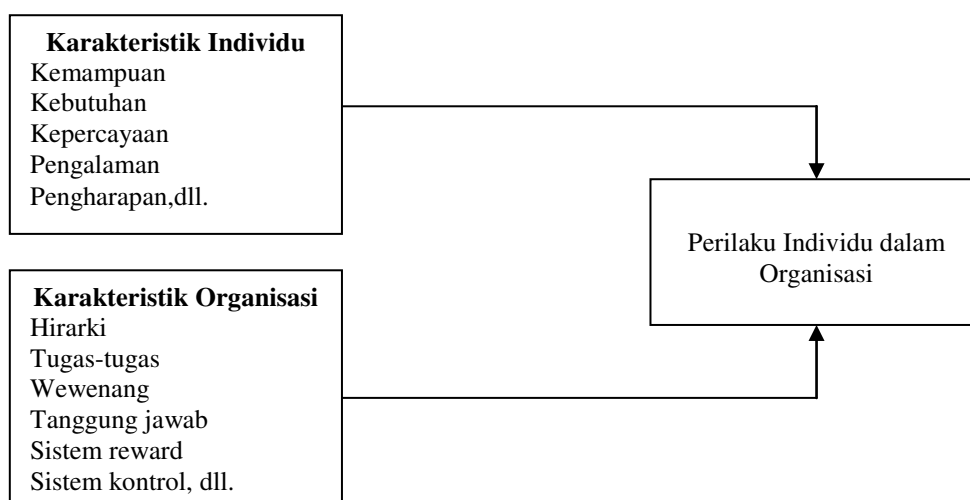 Karakteristik Individu
Kemampuan
Kebutuhan
Kepercayaan
Pengalaman
Pengharapan,dll.
Perilaku Individu dalam
Organisasi
Karakteristik Organisasi
Hirarki
Tugas-tugas
Wewenang
Tanggung jawab
Sistem reward
Sistem kontrol, dll.